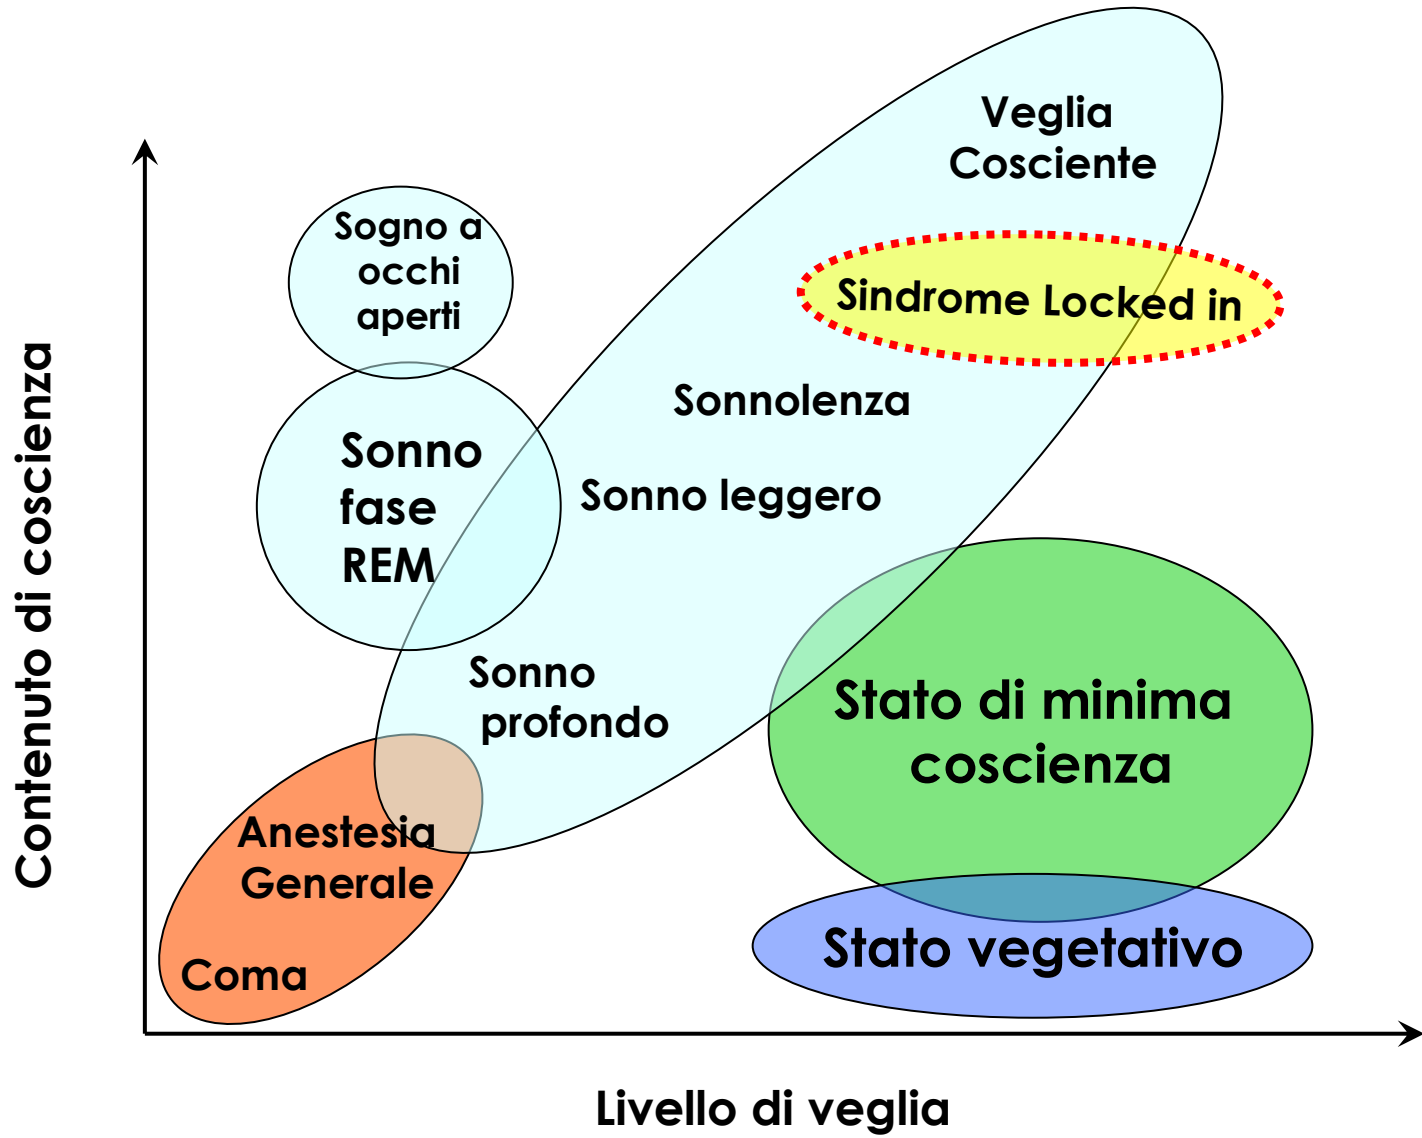 Veglia
Cosciente
Sogno a
occhi
aperti
Sindrome Locked in
Sonnolenza
Sonno
fase
REM
Sonno leggero
Sonno
profondo
Stato di minima
coscienza
Anestesia
Generale
Stato vegetativo
Coma
Contenuto di coscienza
Livello di veglia